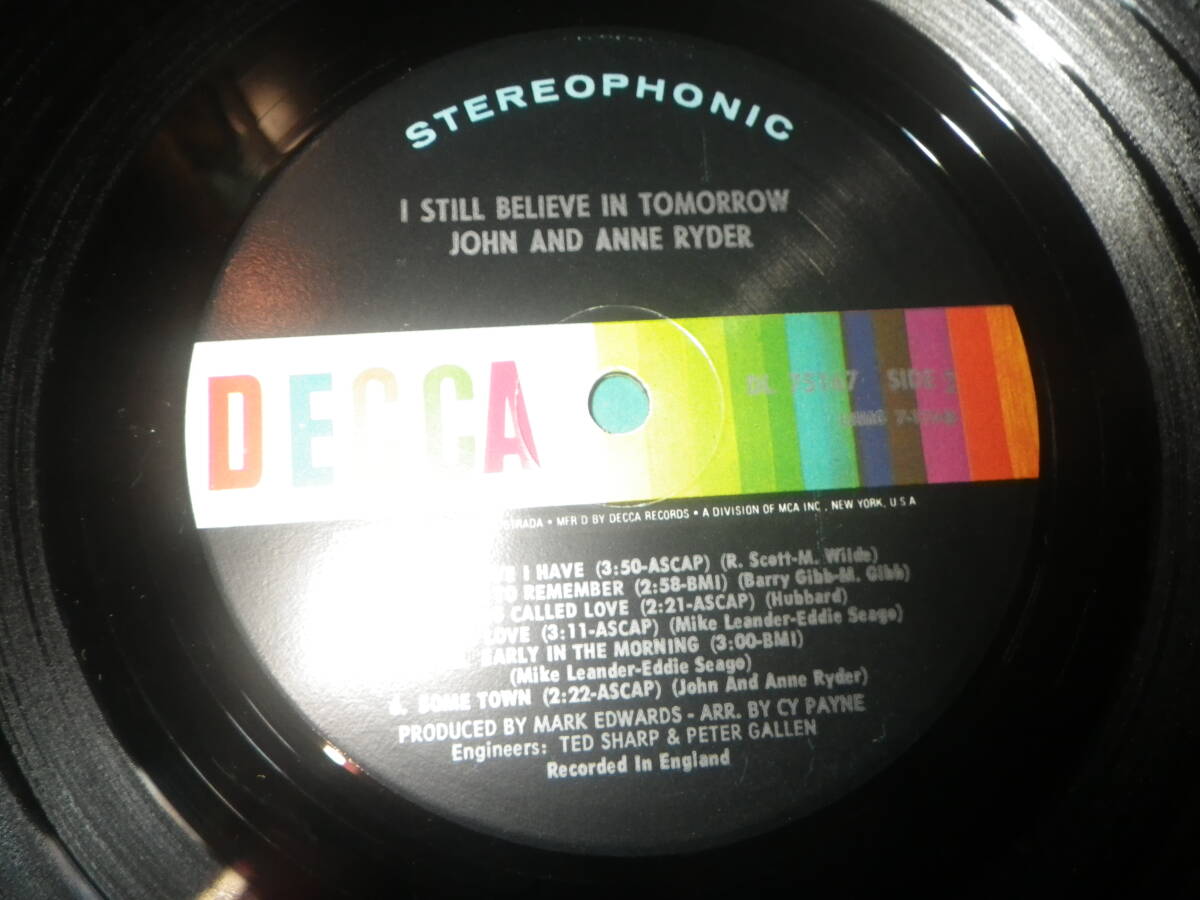 STEREOPHONIC
I STILL BELIEVE IN TOMORROW
JOHN AND ANNE RYDER
DECCA
DL SIDE
MFR'D BY DECCA RECORDS • A DIVISION OF MCA INC., NEW YORK, U.S.A
I HAVE (3:50-ASCAP) (R. Scott-M. Wilde)
TO REMEMBER (2:58-BMI) (Barry Gibb-M. Gibb)
CALLED LOVE (2:21-ASCAP) (Hubbard)
LOVE (3:11-ASCAP) (Mike Leander-Eddie Seago)
EARLY IN THE MORNING (3:00-BMI)
(Mike Leander-Eddie Seago)
6. SOME TOWN (2:22-ASCAP) (John And Anne Ryder)
PRODUCED BY MARK EDWARDS - ARR. BY CY PAYNE
Engineers: TED SHARP & PETER GALLEN
Recorded In England